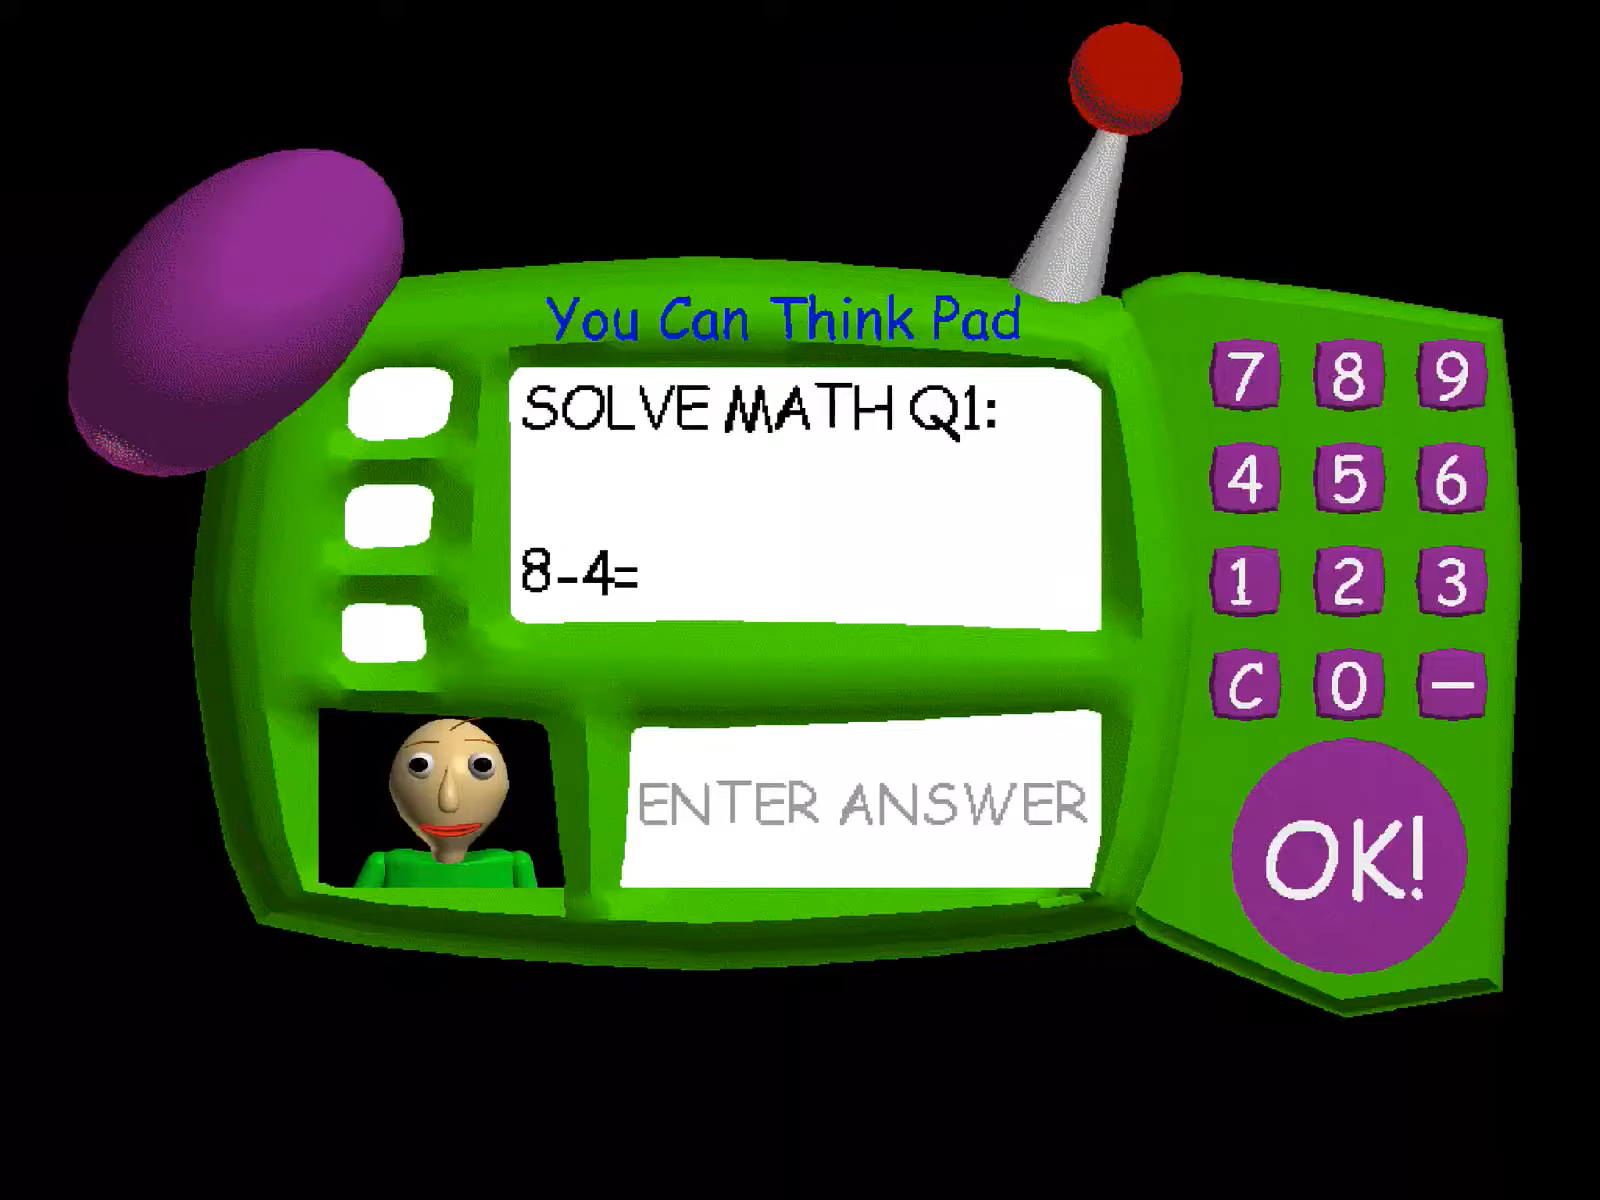 You Can Think Pad
SOLVE MATH Q1:
8-4=
ENTER ANSWER
7 8 9
4 5 6
1 2 3
C 0 —
OK!